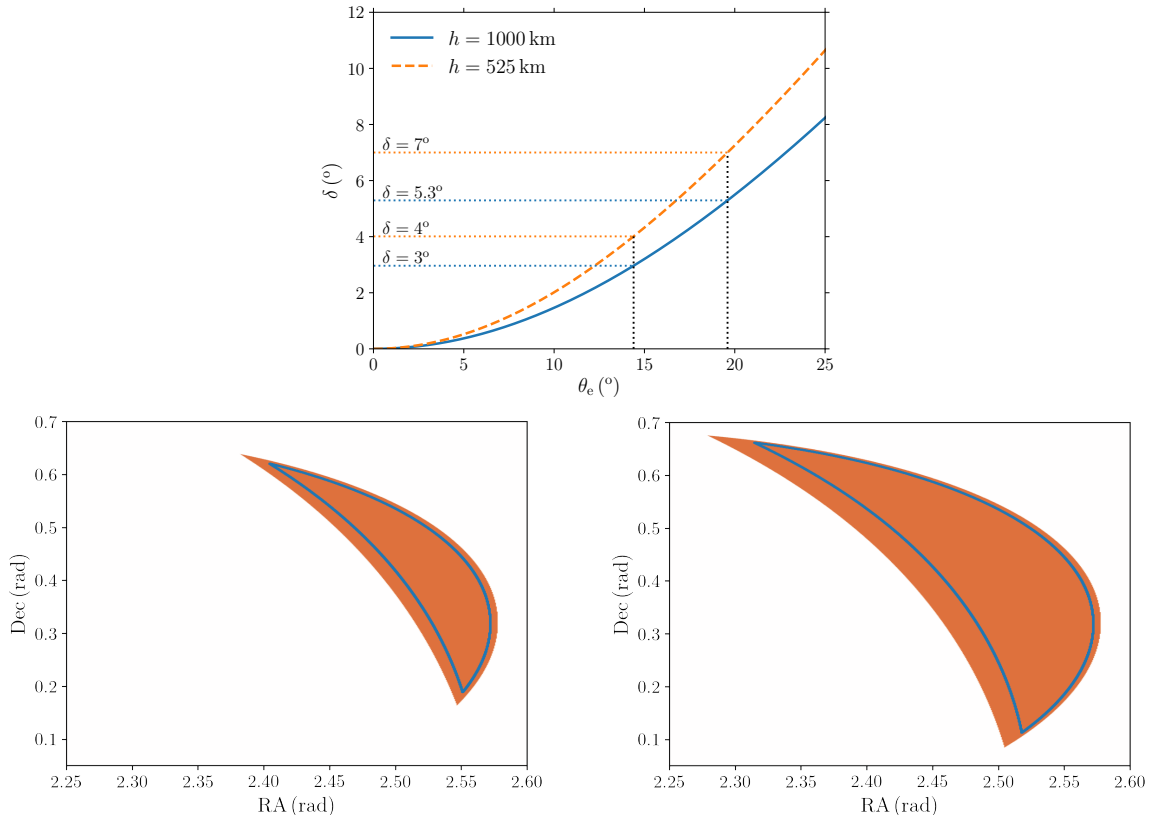 12
10
8
6
4
2
0
δ (°)
h = 1000 km
h = 525 km
δ = 7°
δ = 5.3°
δ = 4°
δ = 3°
0 5 10 15 20 25
θe (°)
0.7
0.6
0.5
0.4
0.3
0.2
0.1
Dec (rad)
2.25 2.30 2.35 2.40 2.45 2.50 2.55 2.60
RA (rad)
0.7
0.6
0.5
0.4
0.3
0.2
0.1
Dec (rad)
2.25 2.30 2.35 2.40 2.45 2.50 2.55 2.60
RA (rad)